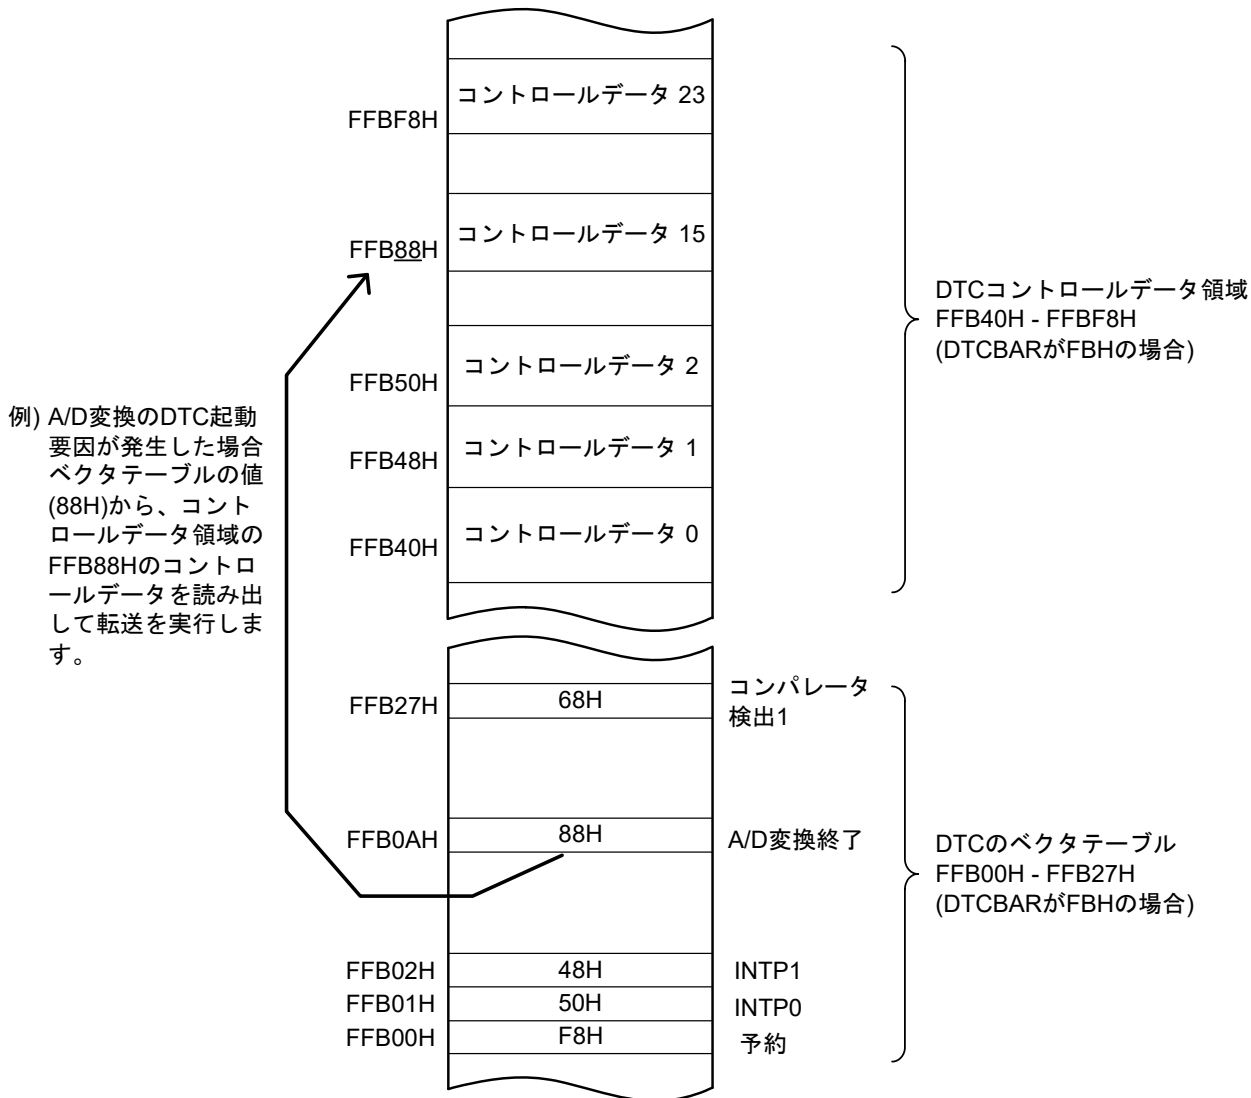 コントロールデータ 23
FFBF8H
コントロールデータ 15
FFB88H
DTCコントロールデータ領域
FFB40H - FFBF8H
(DTCBARがFBHの場合)
コントロールデータ 2
FFB50H
コントロールデータ 1
FFB48H
コントロールデータ 0
FFB40H
例) A/D変換のDTC起動
要因が発生した場合
ベクタテーブルの値
(88H)から、コント
ロールデータ領域の
FFB88Hのコントロ
ールデータを読み出
して転送を実行しま
す。
FFB27H
68H
コンパレータ
検出1
FFB0AH
88H
A/D変換終了
DTCのベクタテーブル
FFB00H - FFB27H
(DTCBARがFBHの場合)
FFB02H
48H
INTP1
FFB01H
50H
INTP0
FFB00H
F8H
予約